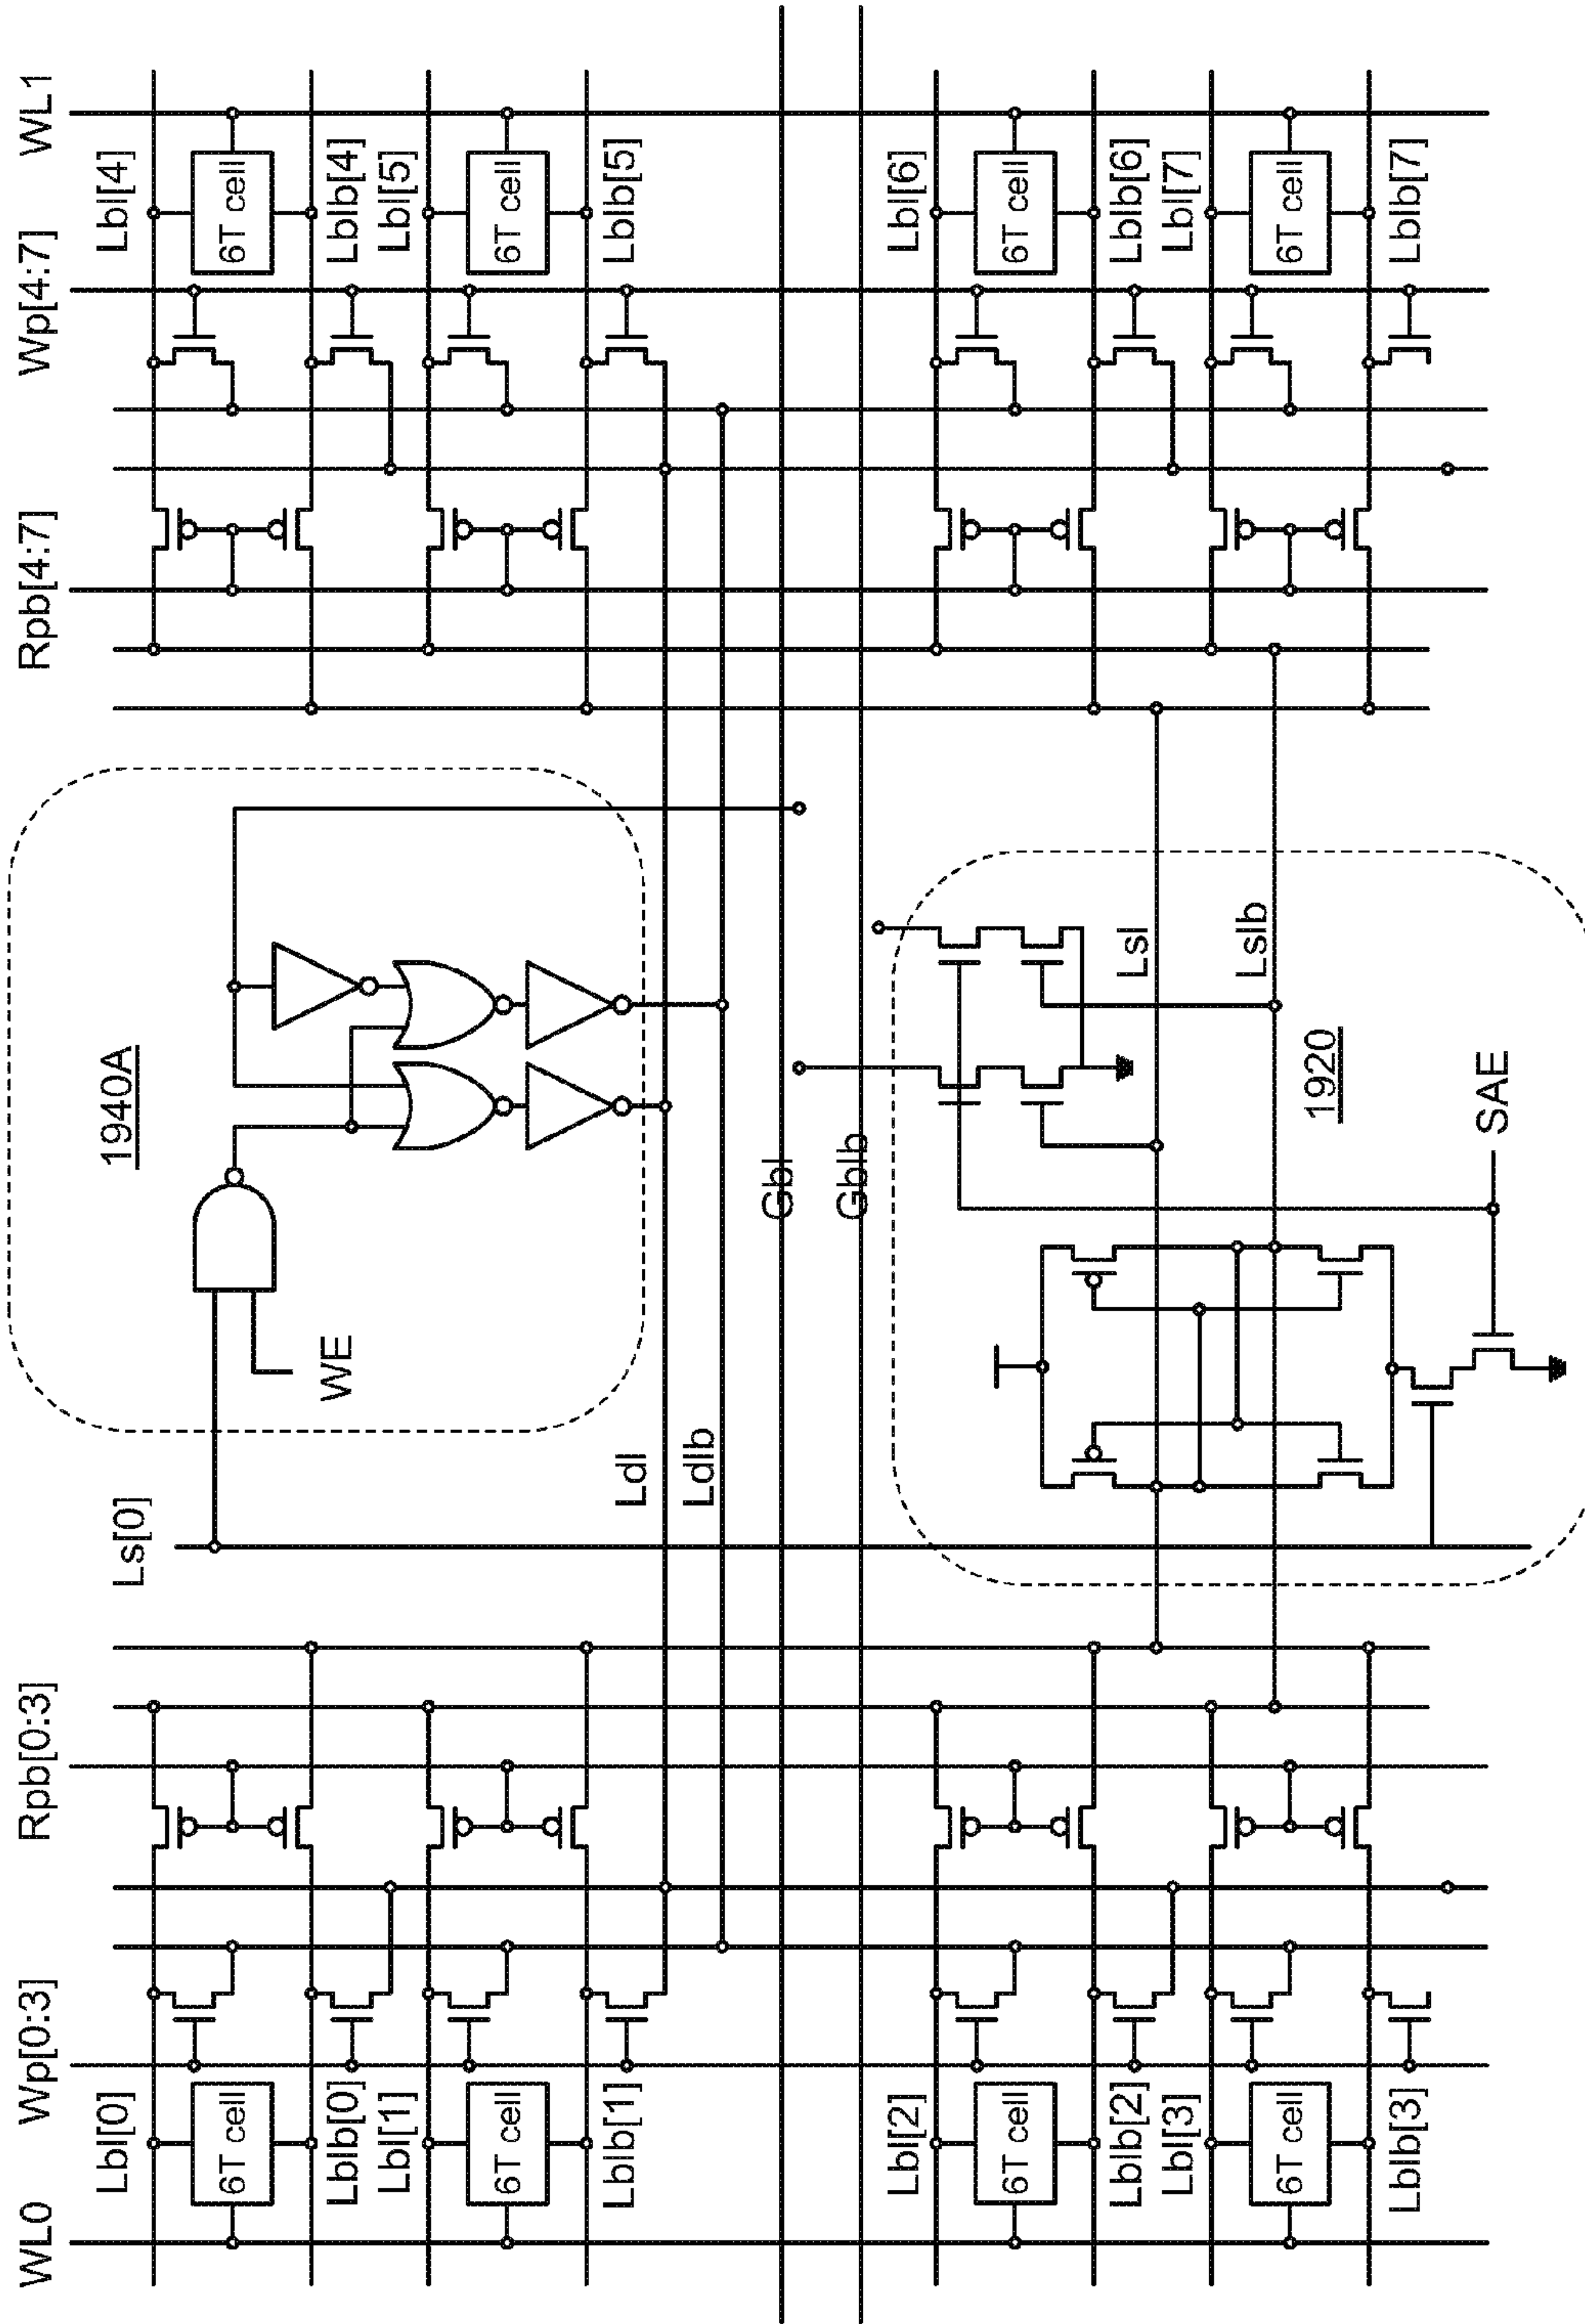 WL0
Wp[0:3]
Rpb[0:3]
Ls[0]
Rpb[4:7]
Wp[4:7]
WL1
Lbl[0]
6T cell
Lblb[0]
Lbl[1]
6T cell
Lblb[1]
Lbl[2]
6T cell
Lblb[2]
Lbl[3]
6T cell
Lblb[3]
WE
1940A
Ldl
Ldlb
Gbl
Gblb
Lsl
Lslb
1920
SAE
Lbl[4]
6T cell
Lblb[4]
Lbl[5]
6T cell
Lblb[5]
Lbl[6]
6T cell
Lblb[6]
Lbl[7]
6T cell
Lblb[7]